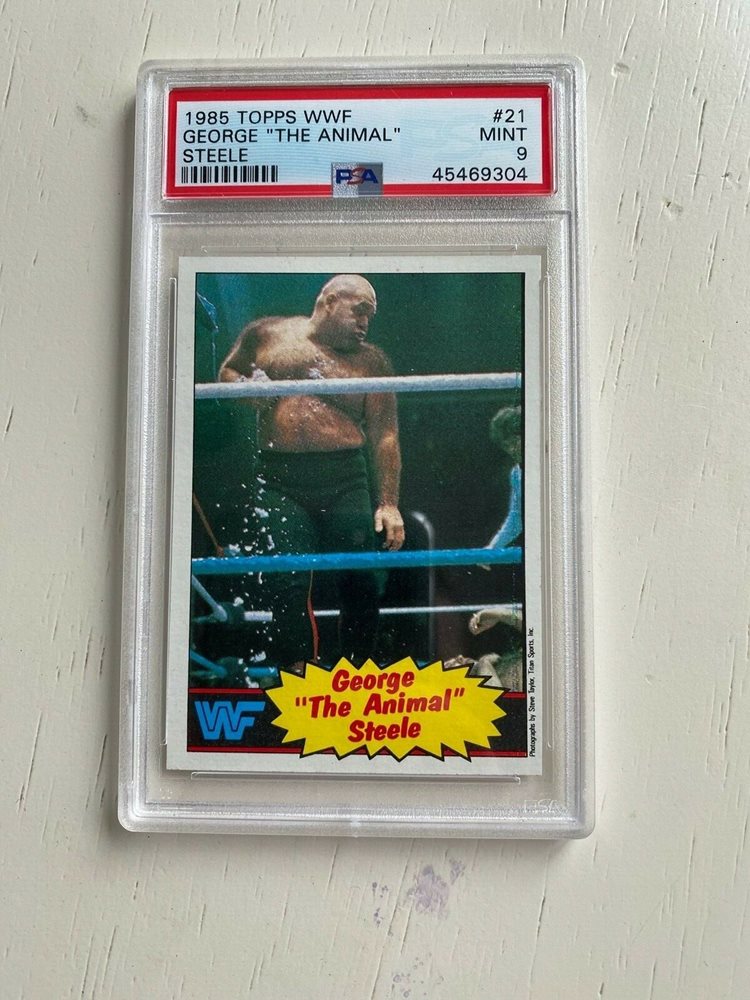 1985 TOPPS WWF #21
GEORGE "THE ANIMAL" MINT
STEELE 9
PSA 45469304
George
"The Animal"
Steele
WF
Photographs by Steve Taylor, Titan Sports, Inc.
PSA